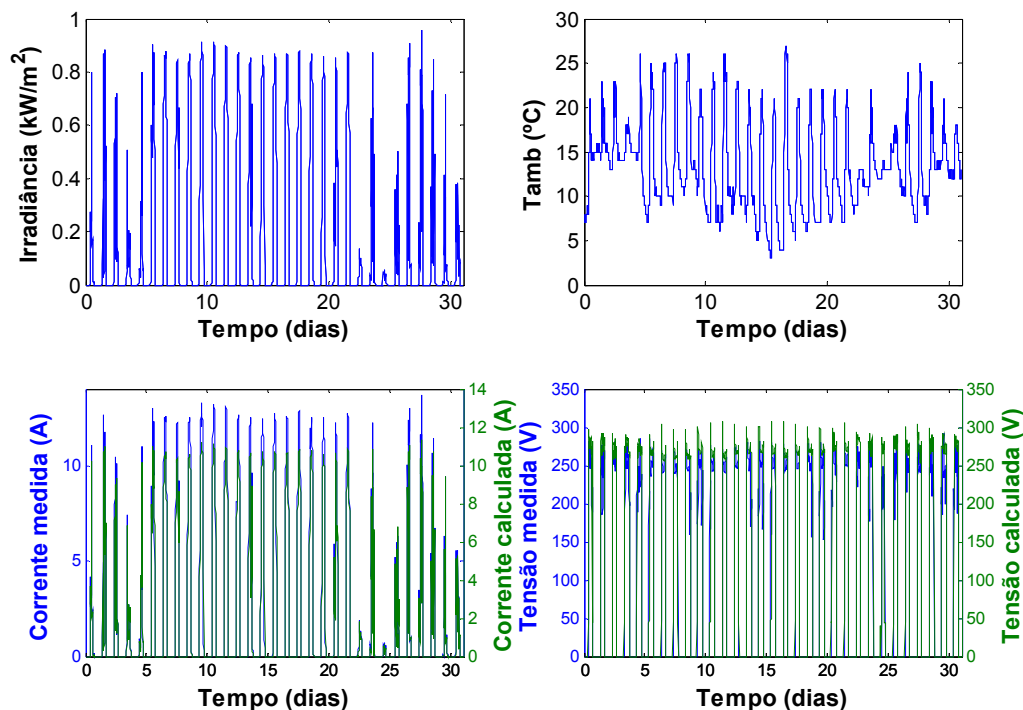 1
0.8
0.6
0.4
0.2
0
Irradiância (kW/m²)
0 10 20 30
Tempo (dias)
30
25
20
15
10
5
0
Tamb (ºC)
0 10 20 30
Tempo (dias)
10
5
0
Corrente medida (A)
14
12
10
8
6
4
2
0
Corrente calculada (A)
0 5 10 15 20 25 30
Tempo (dias)
350
300
250
200
150
100
50
0
Tensão medida (V)
350
300
250
200
150
100
50
0
Tensão calculada (V)
0 5 10 15 20 25 30
Tempo (dias)